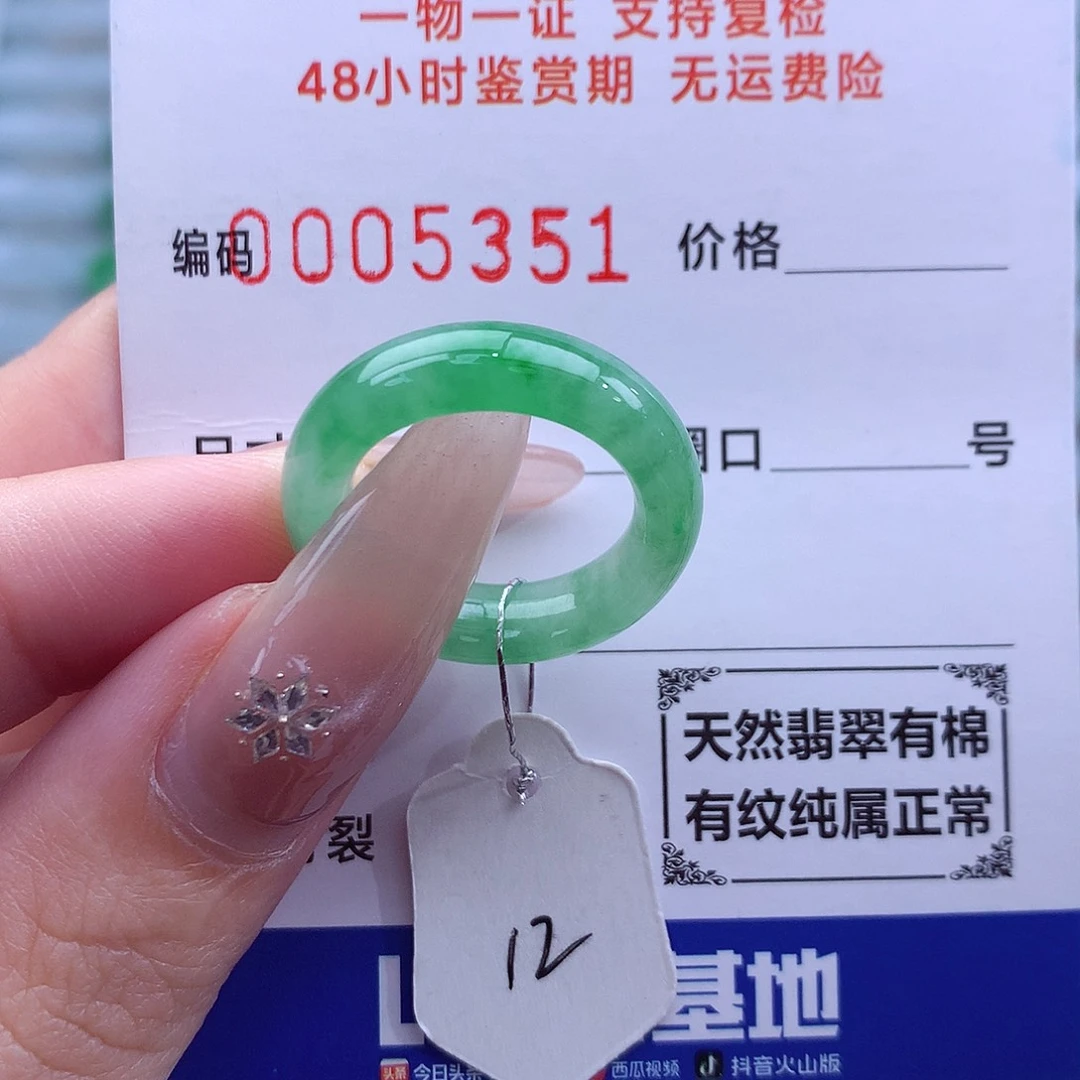 一物一证 支持复检
48小时鉴赏期 无运费险
编码0005351 价格
口 号
裂
天然翡翠有棉
有纹纯属正常
12
基地
头条 今日头条 西瓜视频 抖音火山版